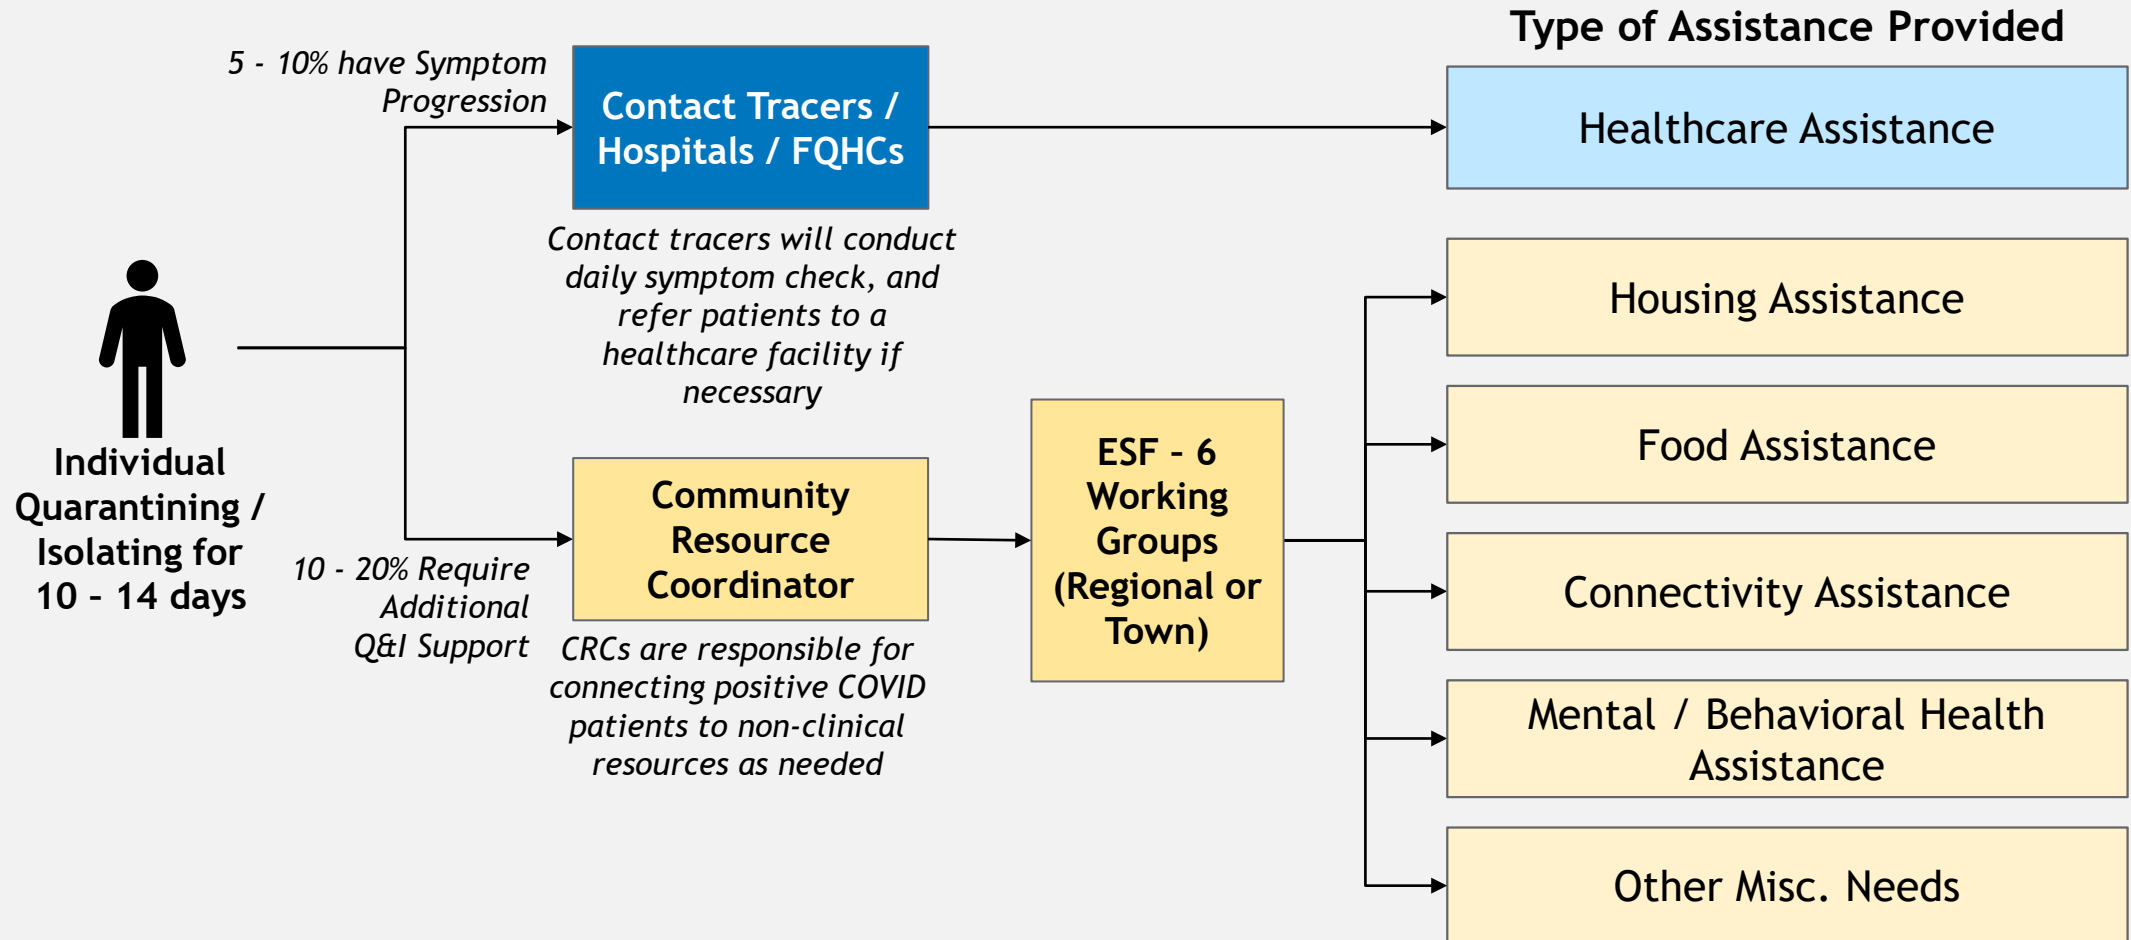 Type of Assistance Provided
5 - 10% have Symptom
Progression
Contact Tracers /
Hospitals / FQHCs
Healthcare Assistance
Contact tracers will conduct
daily symptom check, and
refer patients to a
healthcare facility if
necessary
Individual
Quarantining /
Isolating for
10 – 14 days
10 - 20% Require
Additional
Q&I Support
Community
Resource
Coordinator
CRCs are responsible for
connecting positive COVID
patients to non-clinical
resources as needed
ESF – 6
Working
Groups
(Regional or
Town)
Housing Assistance
Food Assistance
Connectivity Assistance
Mental / Behavioral Health
Assistance
Other Misc. Needs